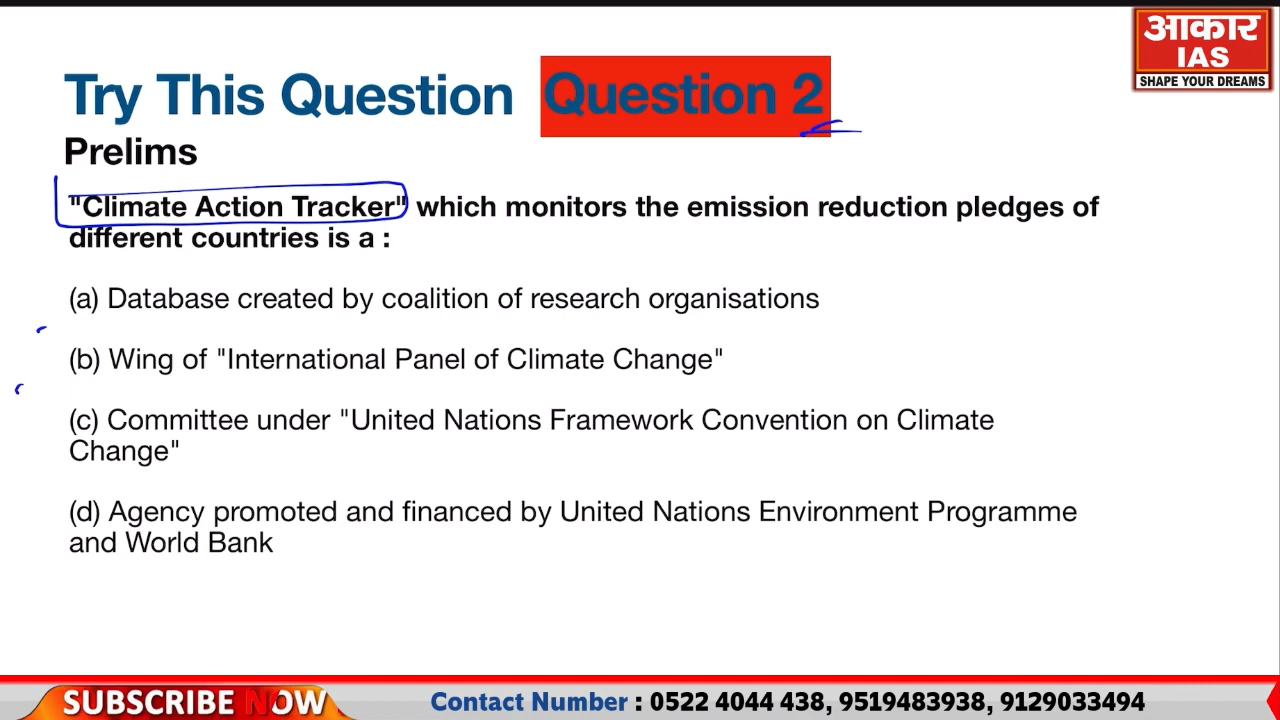 आकार
IAS
SHAPE YOUR DREAMS
Try This Question Question 2
Prelims
"Climate Action Tracker" which monitors the emission reduction pledges of
different countries is a :
(a) Database created by coalition of research organisations
(b) Wing of "International Panel of Climate Change"
(c) Committee under "United Nations Framework Convention on Climate
Change"
(d) Agency promoted and financed by United Nations Environment Programme
and World Bank
SUBSCRIBE NOW
Contact Number : 0522 4044 438, 9519483938, 9129033494